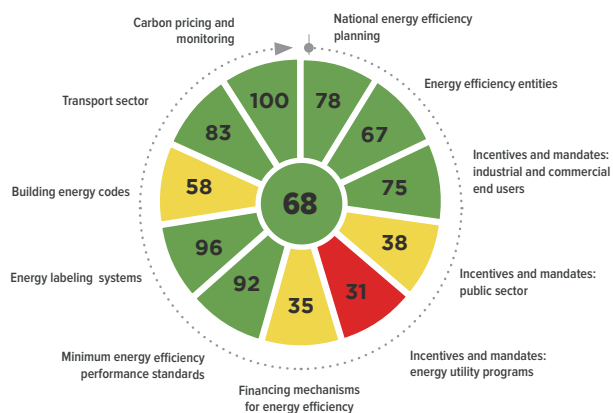 Carbon pricing and
monitoring
National energy efficiency
planning
Energy efficiency entities
Incentives and mandates:
industrial and commercial
end users
Incentives and mandates:
public sector
Incentives and mandates:
energy utility programs
Financing mechanisms
for energy efficiency
Minimum energy efficiency
performance standards
Energy labeling systems
Building energy codes
Transport sector
100
78
67
75
38
31
35
92
96
58
83
68